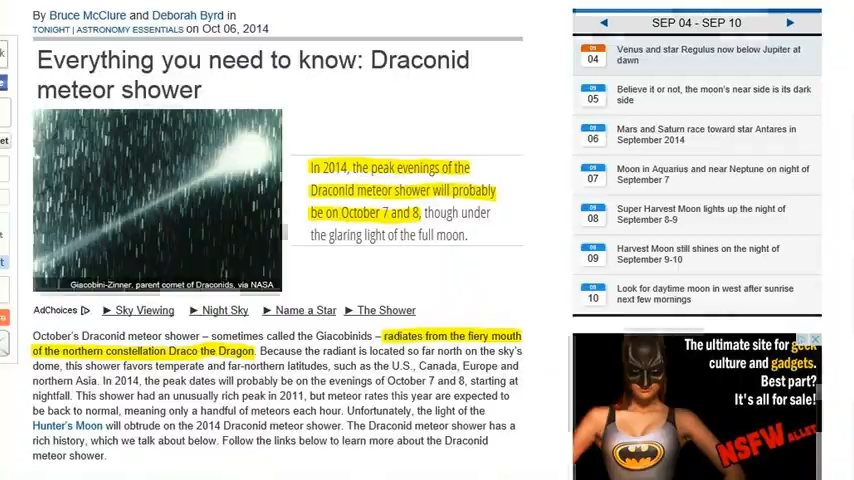 By Bruce McClure and Deborah Byrd in
TONIGHT | ASTRONOMY ESSENTIALS on Oct 06, 2014
Everything you need to know: Draconid
meteor shower
In 2014, the peak evenings of the
Draconid meteor shower will probably
be on October 7 and 8, though under
the glaring light of the full moon.
Giacobini-Zinner, parent comet of Draconids, via NASA
AdChoices ► Sky Viewing ► Night Sky ► Name a Star ► The Shower
October's Draconid meteor shower – sometimes called the Giacobinids – radiates from the fiery mouth
of the northern constellation Draco the Dragon. Because the radiant is located so far north on the sky's
dome, this shower favors temperate and far-northern latitudes, such as the U.S., Canada, Europe and
northern Asia. In 2014, the peak dates will probably be on the evenings of October 7 and 8, starting at
nightfall. This shower had an unusually rich peak in 2011, but meteor rates this year are expected to
be back to normal, meaning only a handful of meteors each hour. Unfortunately, the light of the
Hunter's Moon will obtrude on the 2014 Draconid meteor shower. The Draconid meteor shower has a
rich history, which we talk about below. Follow the links below to learn more about the Draconid
meteor shower.
SEP 04 - SEP 10
04 Venus and star Regulus now below Jupiter at
dawn
05 Believe it or not, the moon's near side is its dark
side
06 Mars and Saturn race toward star Antares in
September 2014
07 Moon in Aquarius and near Neptune on night of
September 7
08 Super Harvest Moon lights up the night of
September 8-9
09 Harvest Moon still shines on the night of
September 9-10
10 Look for daytime moon in west after sunrise
next few mornings
The ultimate site for geek
culture and gadgets.
Best part?
It's all for sale!
NSFW